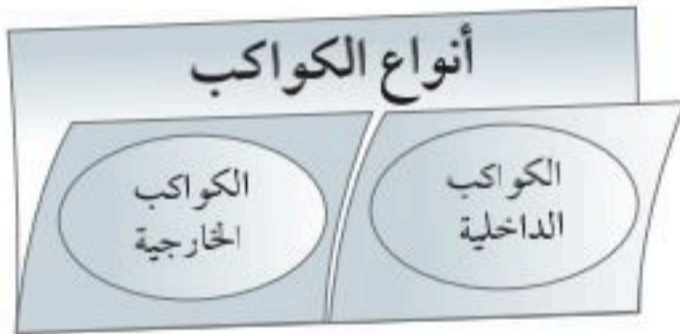 أنواع الكواكب
الكواكب
الداخلية
الكواكب
الخارجية